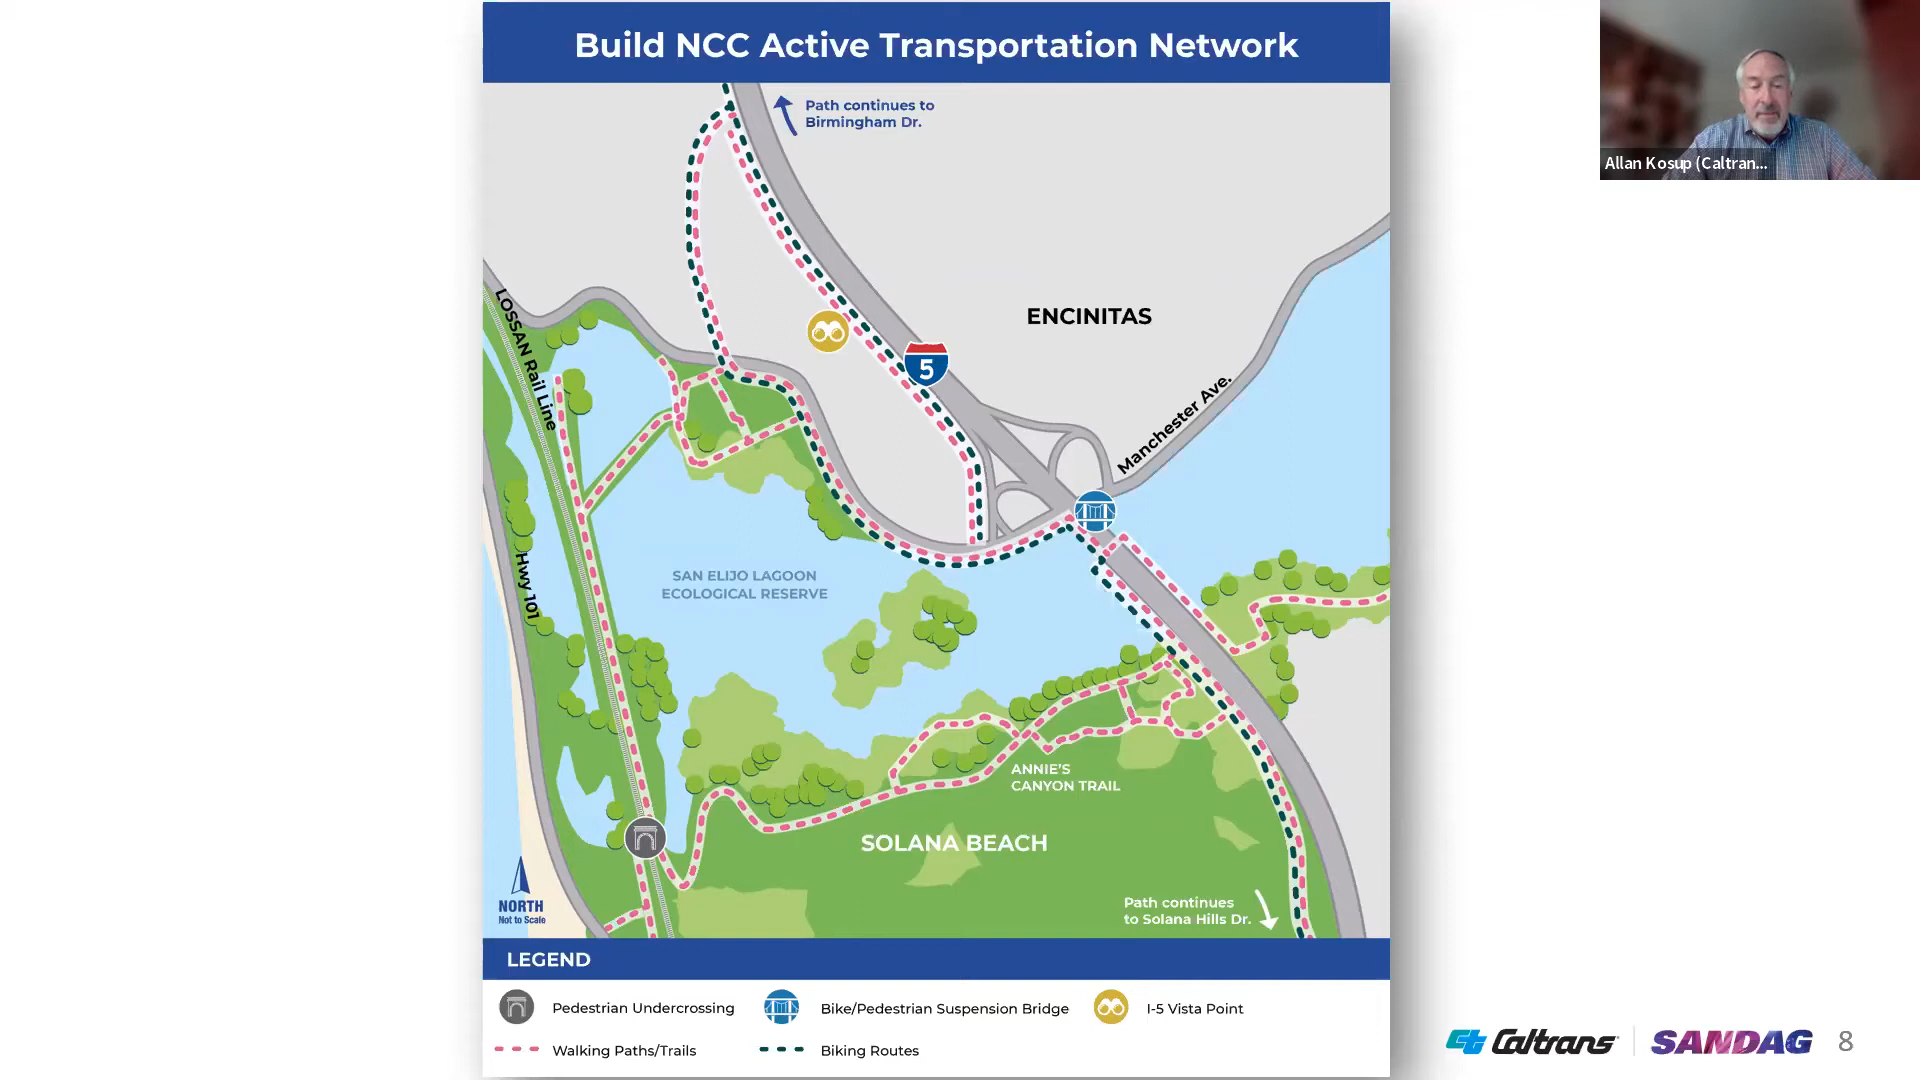 Build NCC Active Transportation Network
Allan Kosup (Caltran...
Path continues to
Birmingham Dr.
ENCINITAS
LOSSAN Rail Line
5
Manchester Ave.
Hwy 101
SAN ELIJO LAGOON
ECOLOGICAL RESERVE
ANNIE'S
CANYON TRAIL
SOLANA BEACH
NORTH
Not to Scale
Path continues
to Solana Hills Dr.
LEGEND
Pedestrian Undercrossing
Bike/Pedestrian Suspension Bridge
I-5 Vista Point
Walking Paths/Trails
Biking Routes
ct Caltrans
SANDAG
8